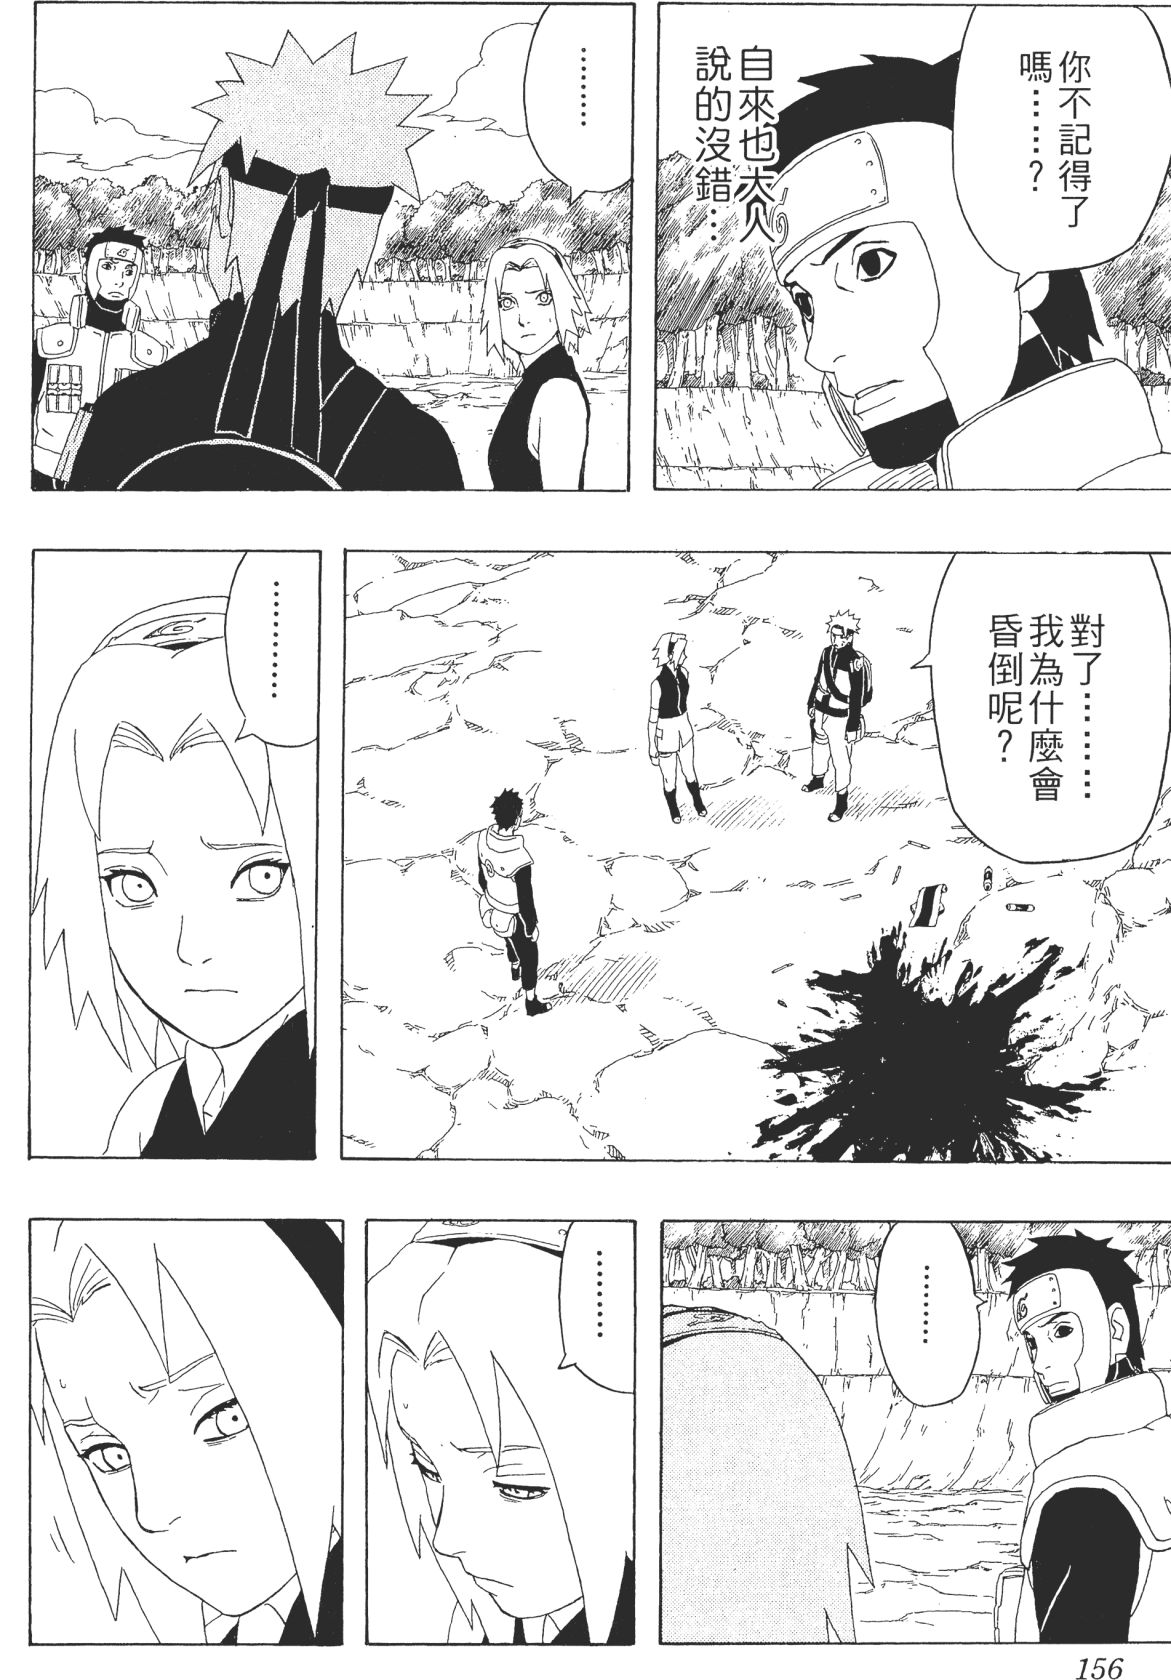 你不記得了
嗎……?
自來也大人
說的沒錯…
………
對了………
我為什麼會
昏倒呢?
…………
………
………
156